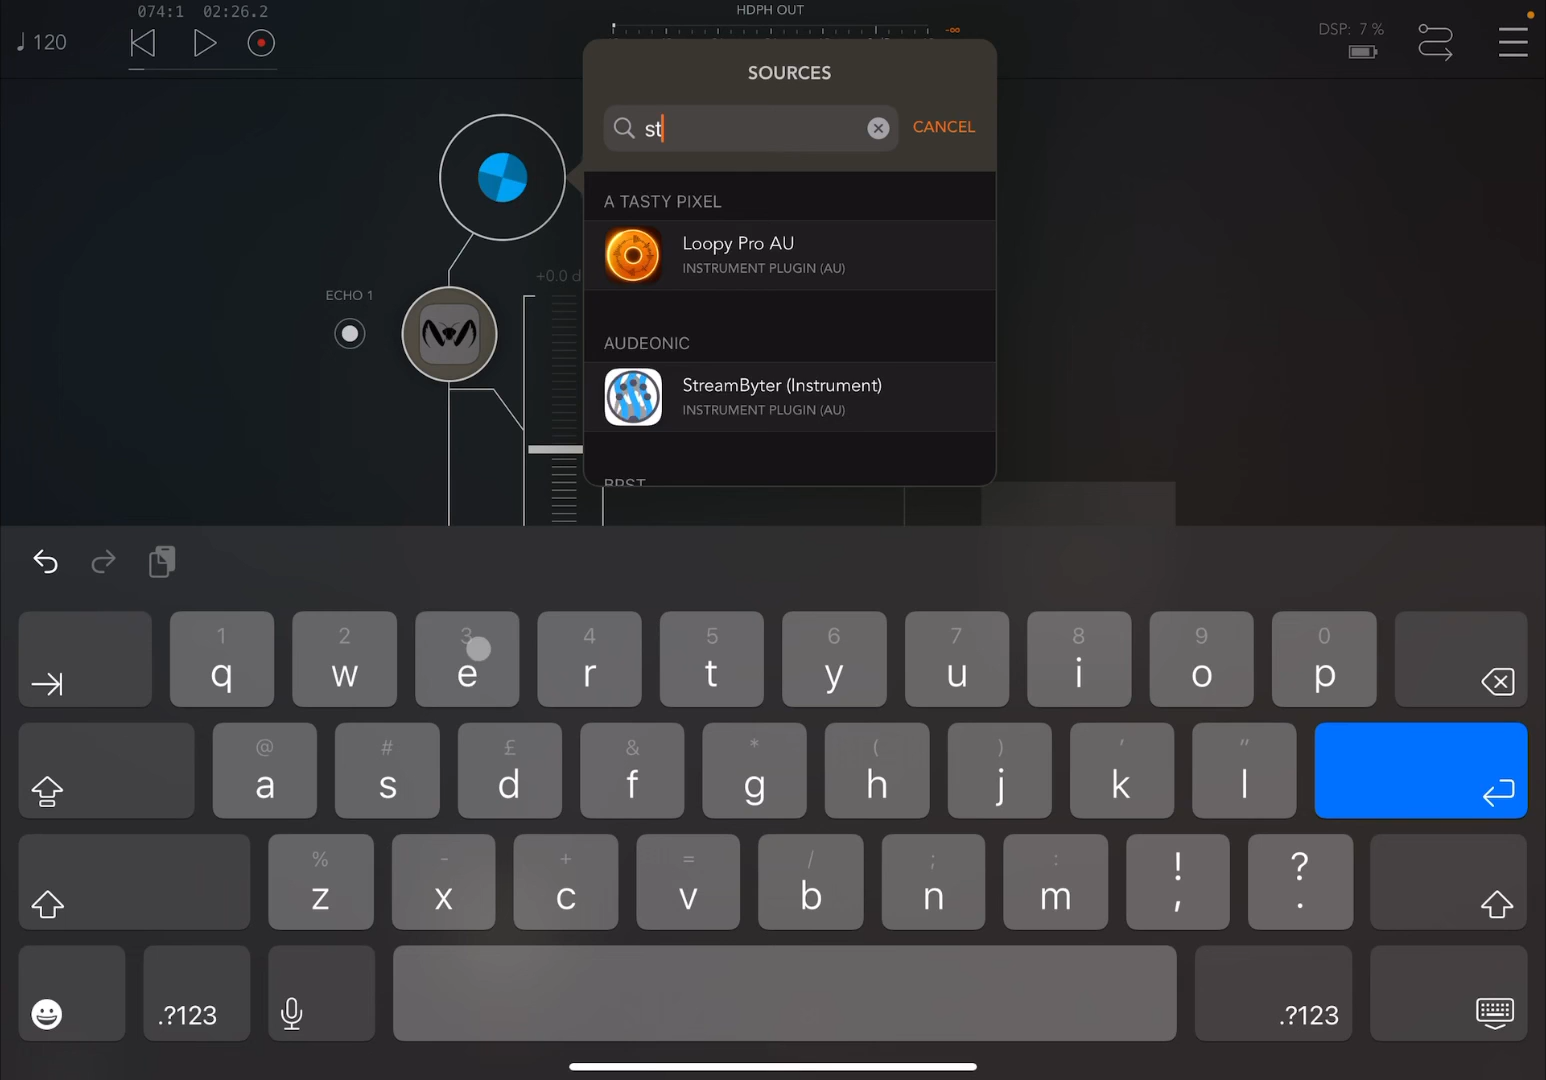 074:1 02:26.2
HDPH OUT
-∞
♩ 120
DSP: 7 %
SOURCES
st
CANCEL
A TASTY PIXEL
Loopy Pro AU
INSTRUMENT PLUGIN (AU)
ECHO 1
+0.0 d
AUDEONIC
StreamByter (Instrument)
INSTRUMENT PLUGIN (AU)
BRST
1 2 3 4 5 6 7 8 9 0
q w e r t y u i o p
@ # £ & * ( ) ' "
a s d f g h j k l
% - + = / ; : ! ?
z x c v b n m , .
.?123 .?123